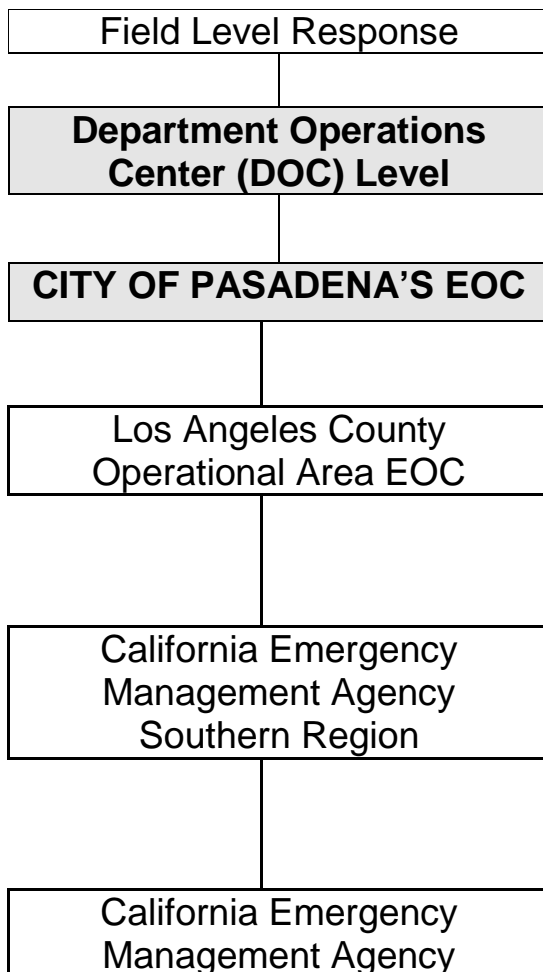 Field Level Response
Department Operations
Center (DOC) Level
CITY OF PASADENA'S EOC
Los Angeles County
Operational Area EOC
California Emergency
Management Agency
Southern Region
California Emergency
Management Agency